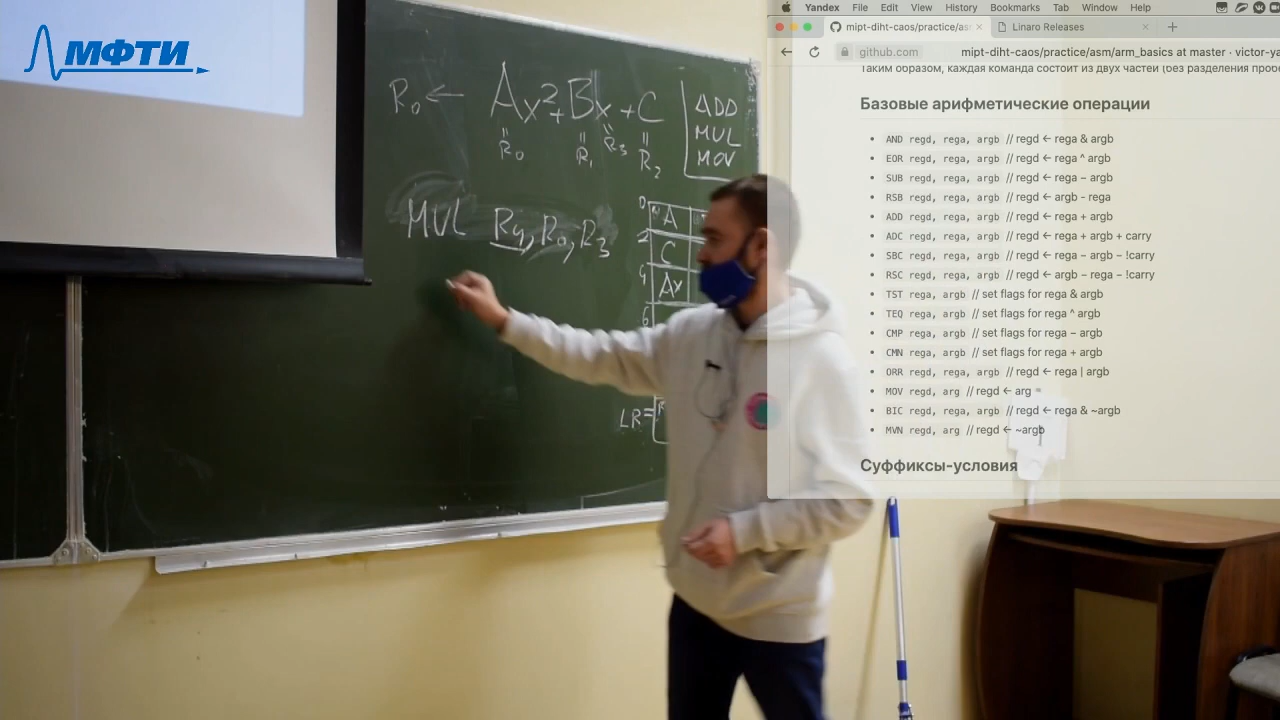 МФТИ
R₀ ← Ax²+Bx+C
R₀ R₁ R₃ R₂
ADD
MUL
MOV
MUL R₄, R₀, R₃
0 A
2 C
4 Ax
6
LR=
Yandex File Edit View History Bookmarks Tab Window Help
mipt-diht-caos/practice/as
Linaro Releases
github.com mipt-diht-caos/practice/asm/arm_basics at master · victor-ya
Таким образом, каждая команда состоит из двух частей (без разделения проб
Базовые арифметические операции
• AND regd, rega, argb // regd ← rega & argb
• EOR regd, rega, argb // regd ← rega ^ argb
• SUB regd, rega, argb // regd ← rega − argb
• RSB regd, rega, argb // regd ← argb - rega
• ADD regd, rega, argb // regd ← rega + argb
• ADC regd, rega, argb // regd ← rega + argb + carry
• SBC regd, rega, argb // regd ← rega − argb − !carry
• RSC regd, rega, argb // regd ← argb − rega − !carry
• TST rega, argb // set flags for rega & argb
• TEQ rega, argb // set flags for rega ^ argb
• CMP rega, argb // set flags for rega − argb
• CMN rega, argb // set flags for rega + argb
• ORR regd, rega, argb // regd ← rega | argb
• MOV regd, arg // regd ← arg
• BIC regd, rega, argb // regd ← rega & ~argb
• MVN regd, arg // regd ← ~argb
Суффиксы-условия